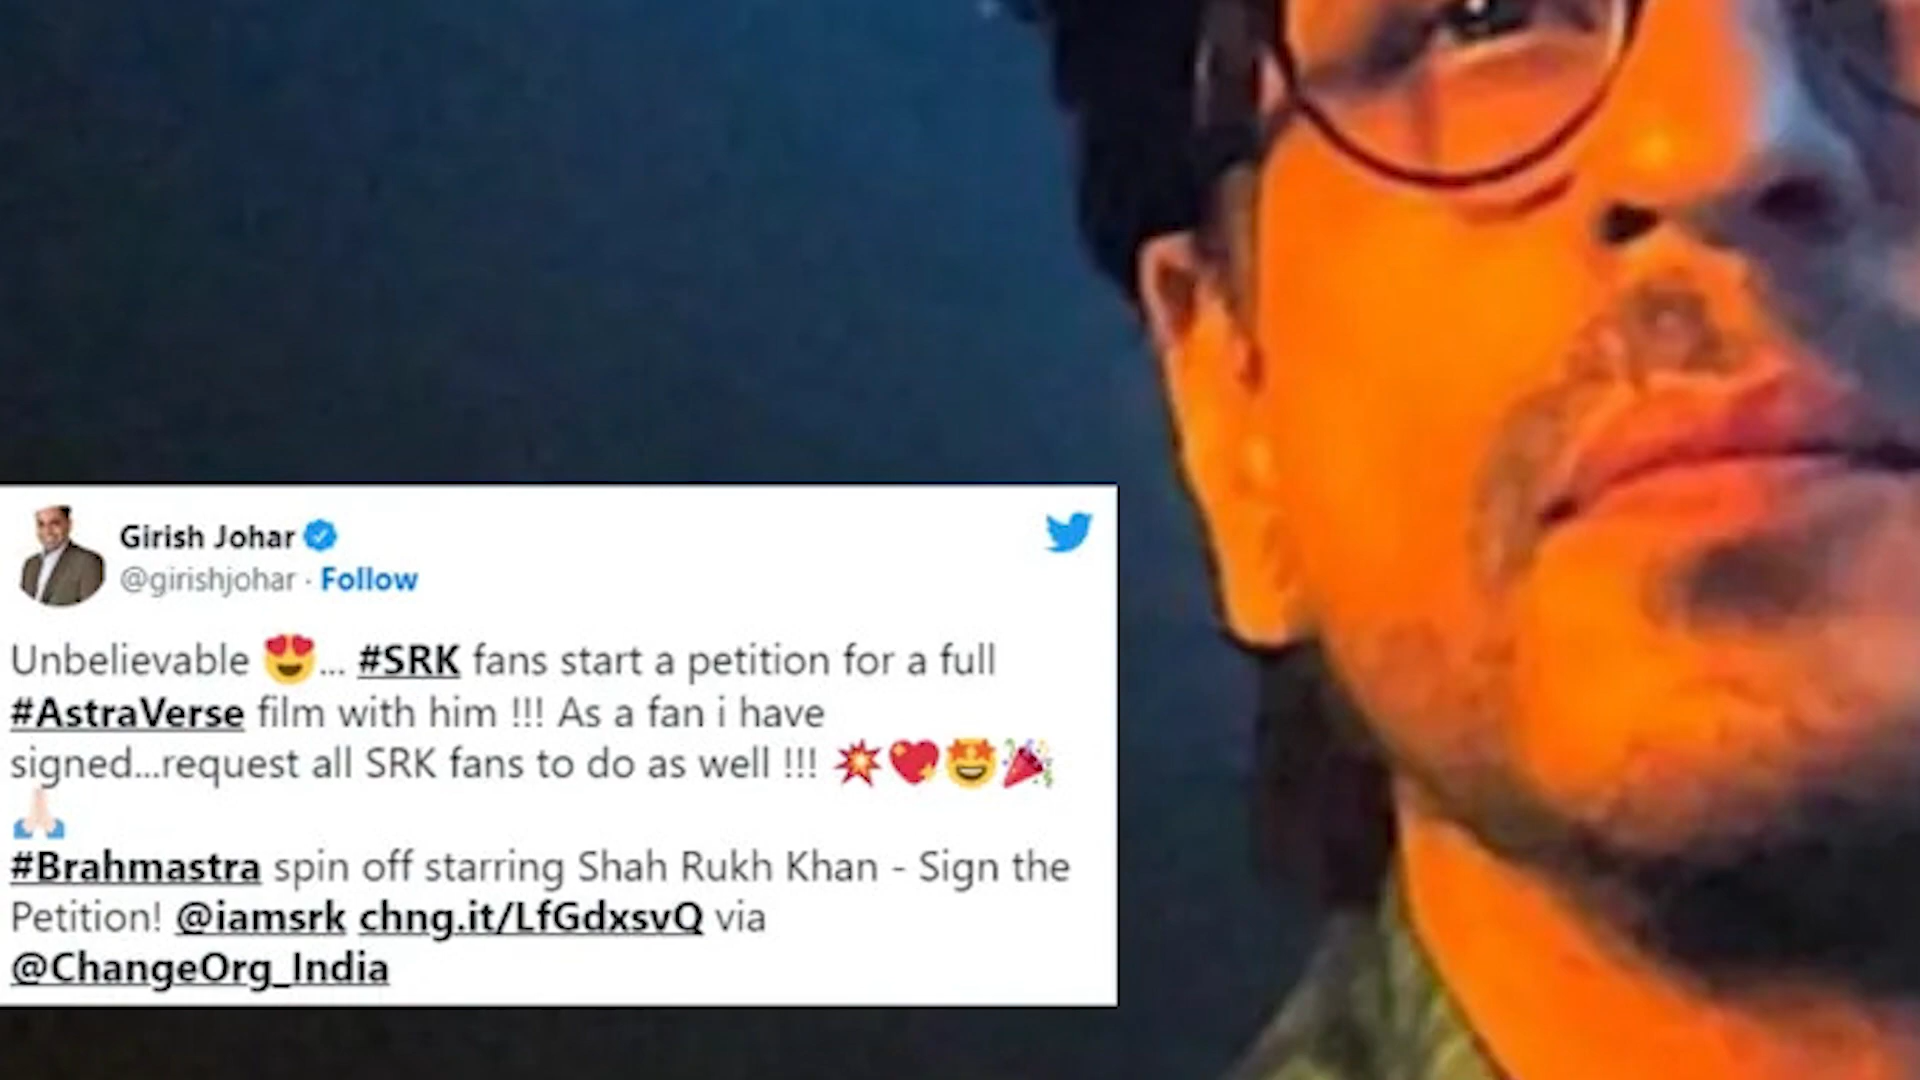 Girish Johar
@girishjohar · Follow
Unbelievable 😍... #SRK fans start a petition for a full
#AstraVerse film with him !!! As a fan i have
signed...request all SRK fans to do as well !!! 💥💖🤩🎉
🙏🏻
#Brahmastra spin off starring Shah Rukh Khan - Sign the
Petition! @iamsrk chng.it/LfGdxsvQ via
@ChangeOrg_India